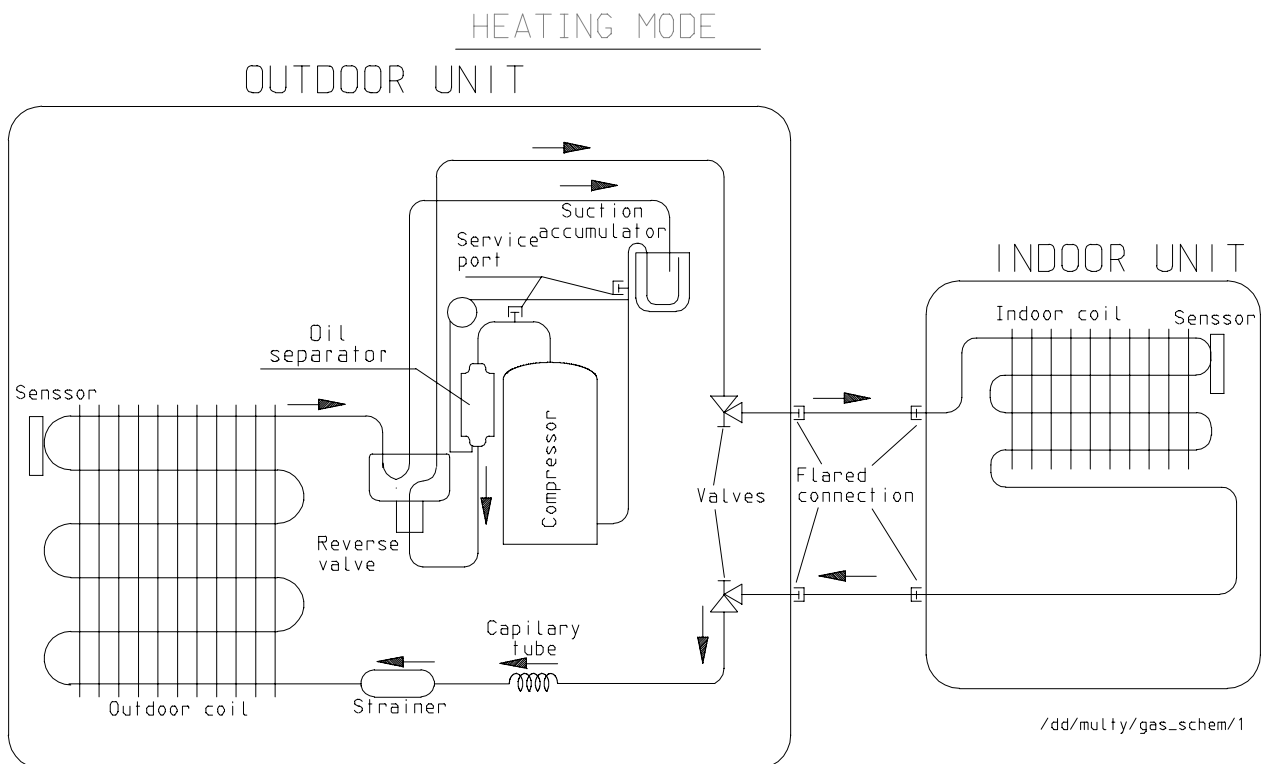 HEATING MODE
OUTDOOR UNIT
Suction
accumulator
Service
port
INDOOR UNIT
Indoor coil
Senssor
Oil
separator
Senssor
Compressor
Valves
Flared
connection
Reverse
valve
Capilary
tube
Strainer
Outdoor coil
/dd/multy/gas_schem/1